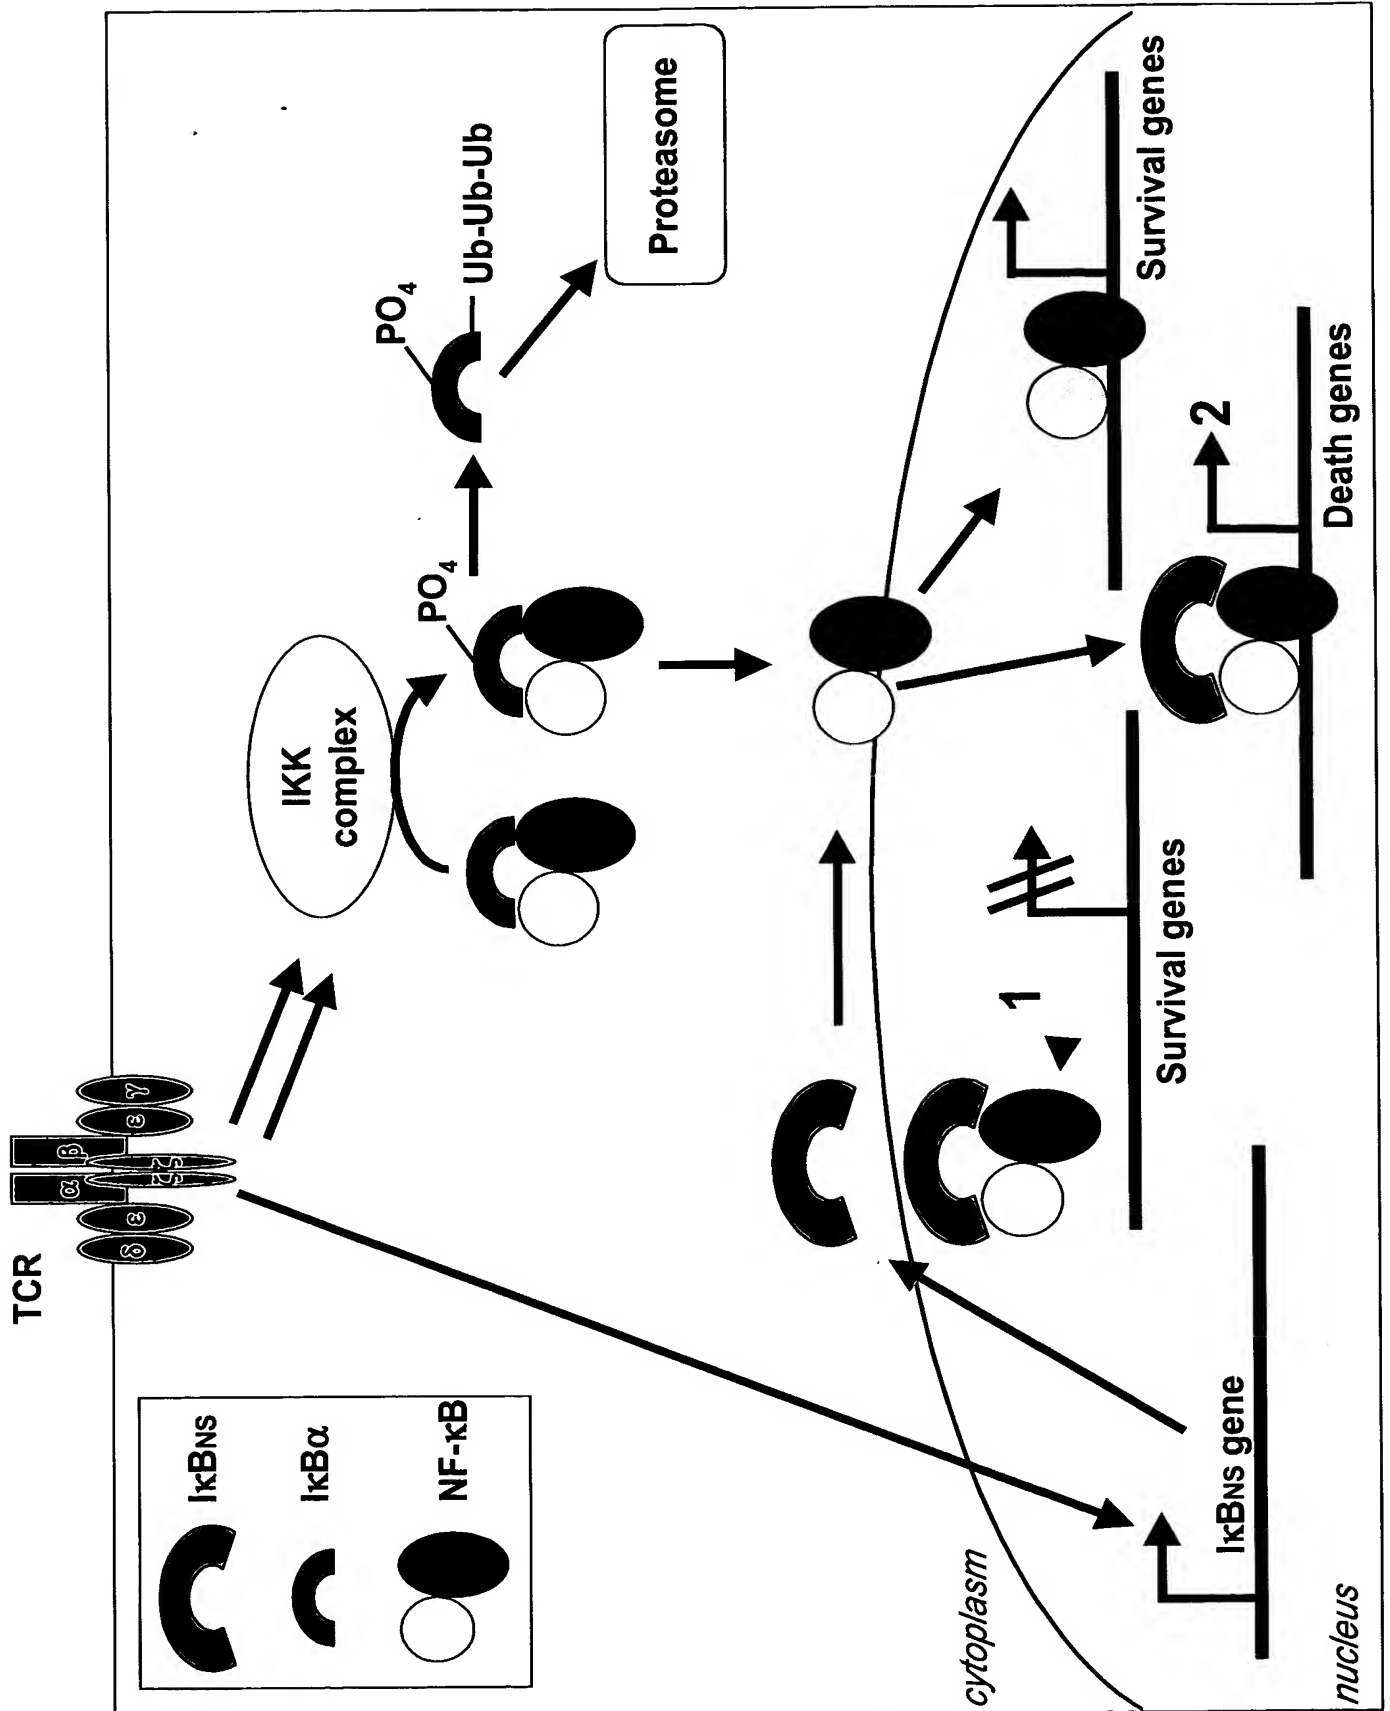 TCR
δ
ε
α
β
ζ
ζ
ε
γ
IκBNS
IκBα
NF-κB
IKK
complex
PO4
PO4
Ub-Ub-Ub
Proteasome
cytoplasm
nucleus
IκBNS gene
1
Survival genes
2
Death genes
Survival genes